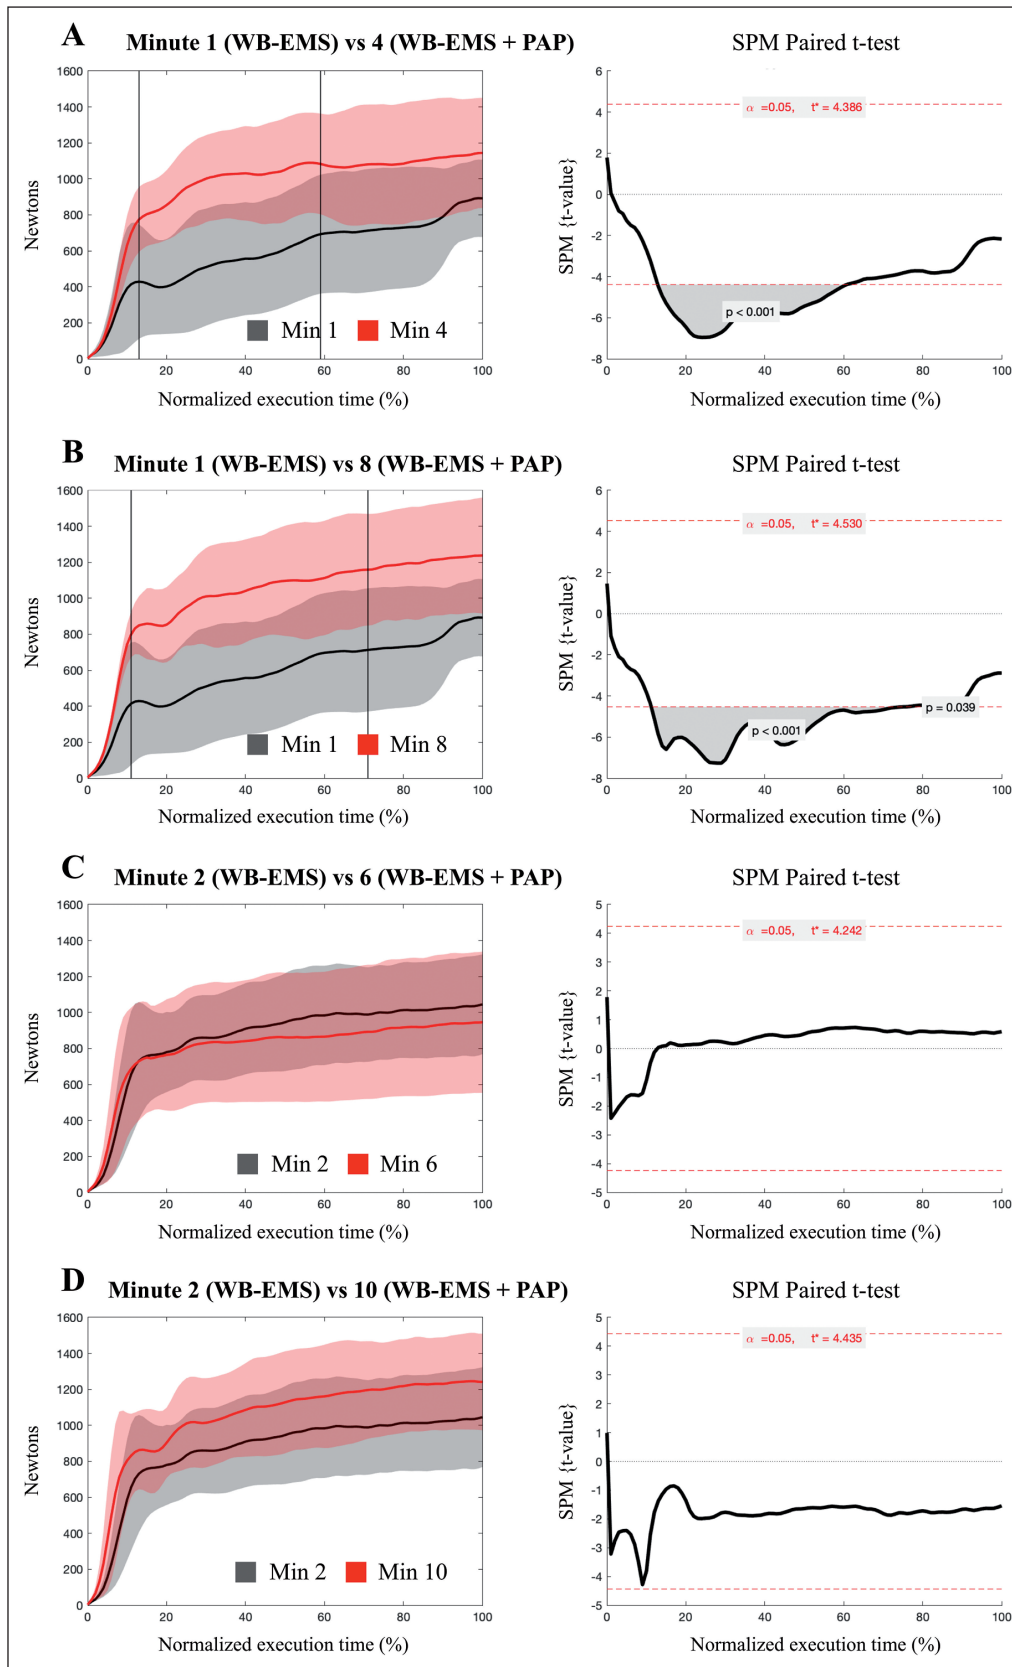 A
Minute 1 (WB-EMS) vs 4 (WB-EMS + PAP)
SPM Paired t-test
1600
1400
1200
1000
800
600
400
200
0
Newtons
Min 1
Min 4
0 20 40 60 80 100
Normalized execution time (%)
6
4
2
0
-2
-4
-6
-8
SPM {t-value}
α =0.05, t* = 4.386
p < 0.001
0 20 40 60 80 100
Normalized execution time (%)
B
Minute 1 (WB-EMS) vs 8 (WB-EMS + PAP)
SPM Paired t-test
1600
1400
1200
1000
800
600
400
200
0
Newtons
Min 1
Min 8
0 20 40 60 80 100
Normalized execution time (%)
6
4
2
0
-2
-4
-6
-8
SPM {t-value}
α =0.05, t* = 4.530
p = 0.039
p < 0.001
0 20 40 60 80 100
Normalized execution time (%)
C
Minute 2 (WB-EMS) vs 6 (WB-EMS + PAP)
SPM Paired t-test
1600
1400
1200
1000
800
600
400
200
0
Newtons
Min 2
Min 6
0 20 40 60 80 100
Normalized execution time (%)
5
4
3
2
1
0
-1
-2
-3
-4
-5
SPM {t-value}
α =0.05, t* = 4.242
0 20 40 60 80 100
Normalized execution time (%)
D
Minute 2 (WB-EMS) vs 10 (WB-EMS + PAP)
SPM Paired t-test
1600
1400
1200
1000
800
600
400
200
0
Newtons
Min 2
Min 10
0 20 40 60 80 100
Normalized execution time (%)
5
4
3
2
1
0
-1
-2
-3
-4
-5
SPM {t-value}
α =0.05, t* = 4.435
0 20 40 60 80 100
Normalized execution time (%)